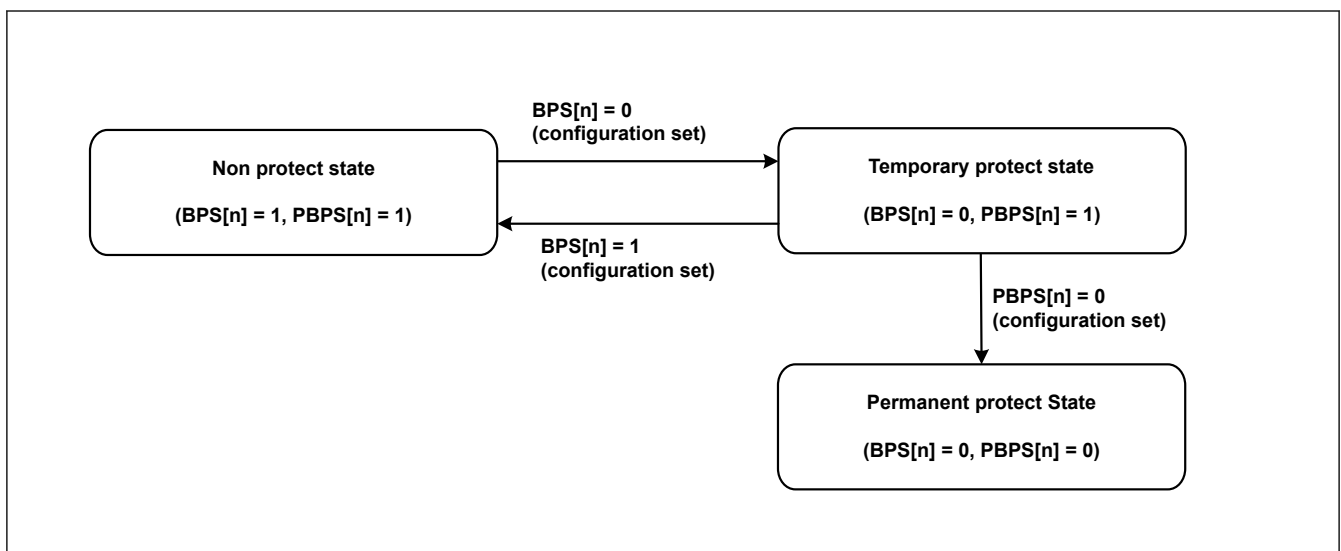 BPS[n] = 0
(configuration set)
Non protect state
(BPS[n] = 1, PBPS[n] = 1)
Temporary protect state
(BPS[n] = 0, PBPS[n] = 1)
BPS[n] = 1
(configuration set)
PBPS[n] = 0
(configuration set)
Permanent protect State
(BPS[n] = 0, PBPS[n] = 0)